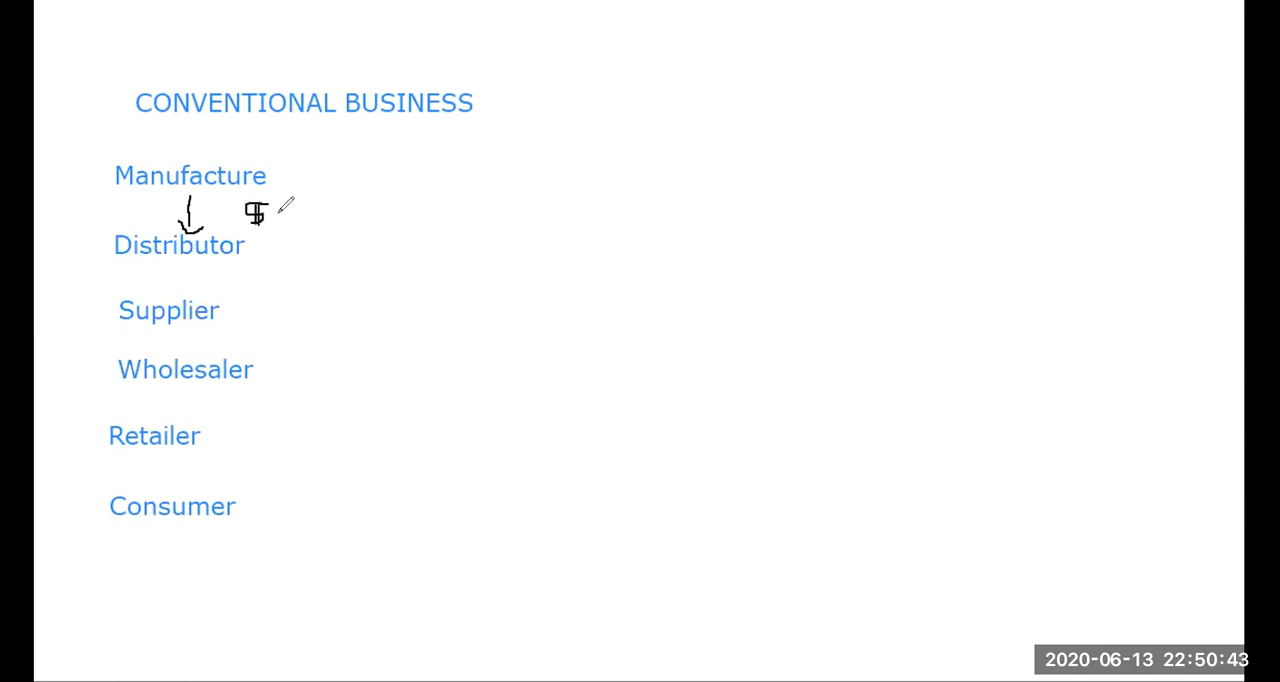 CONVENTIONAL BUSINESS
Manufacture
$
Distributor
Supplier
Wholesaler
Retailer
Consumer
2020-06-13 22:50:43